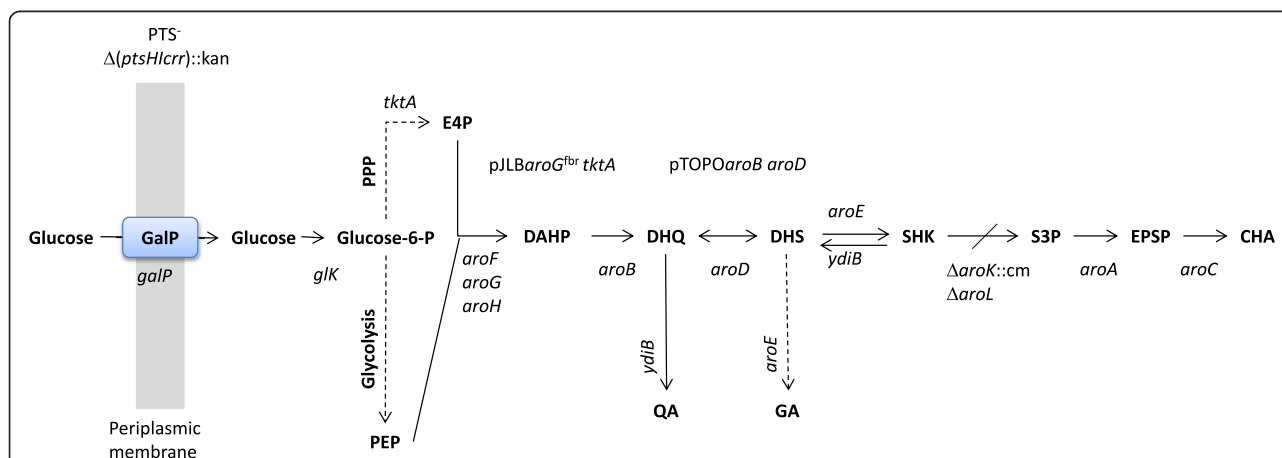 PTS-
Δ(ptsHIcrr)::kan
tktA
E4P
PPP
pJLBaroGfbr tktA
pTOPOaroB aroD
Glucose
GalP
Glucose
Glucose-6-P
DAHP
DHQ
DHS
aroE
ydiB
SHK
S3P
EPSP
CHA
galP
glK
aroF
aroG
aroH
aroB
aroD
ΔaroK::cm
ΔaroL
aroA
aroC
Glycolysis
ydiB
aroE
QA
GA
PEP
Periplasmic
membrane